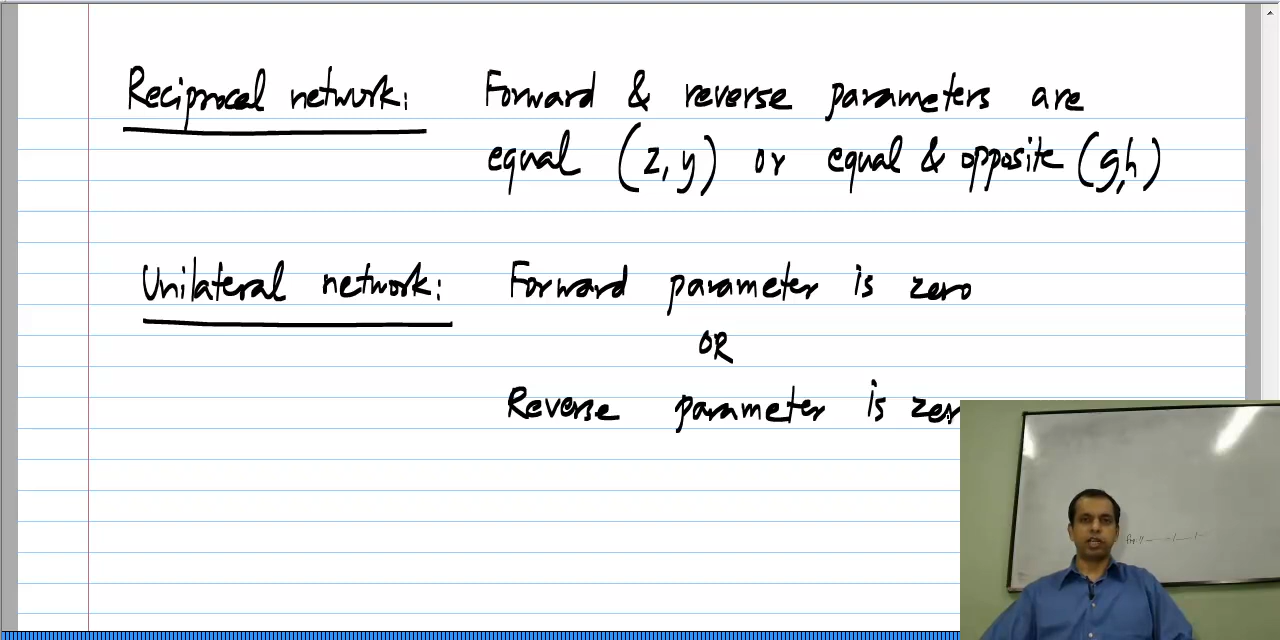 Reciprocal network: Forward & reverse parameters are
equal (z, y) or equal & opposite (g,h)
Unilateral network: Forward parameter is zero
OR
Reverse parameter is